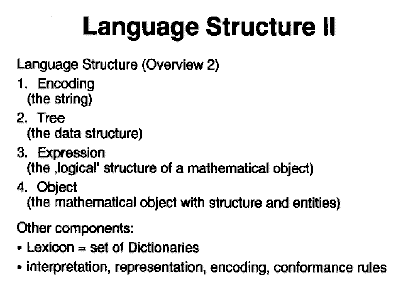 Language Structure II
Language Structure (Overview 2)
1. Encoding
(the string)
2. Tree
(the data structure)
3. Expression
(the ‚logical' structure of a mathematical object)
4. Object
(the mathematical object with structure and entities)
Other components:
• Lexicon = set of Dictionaries
• interpretation, representation, encoding, conformance rules